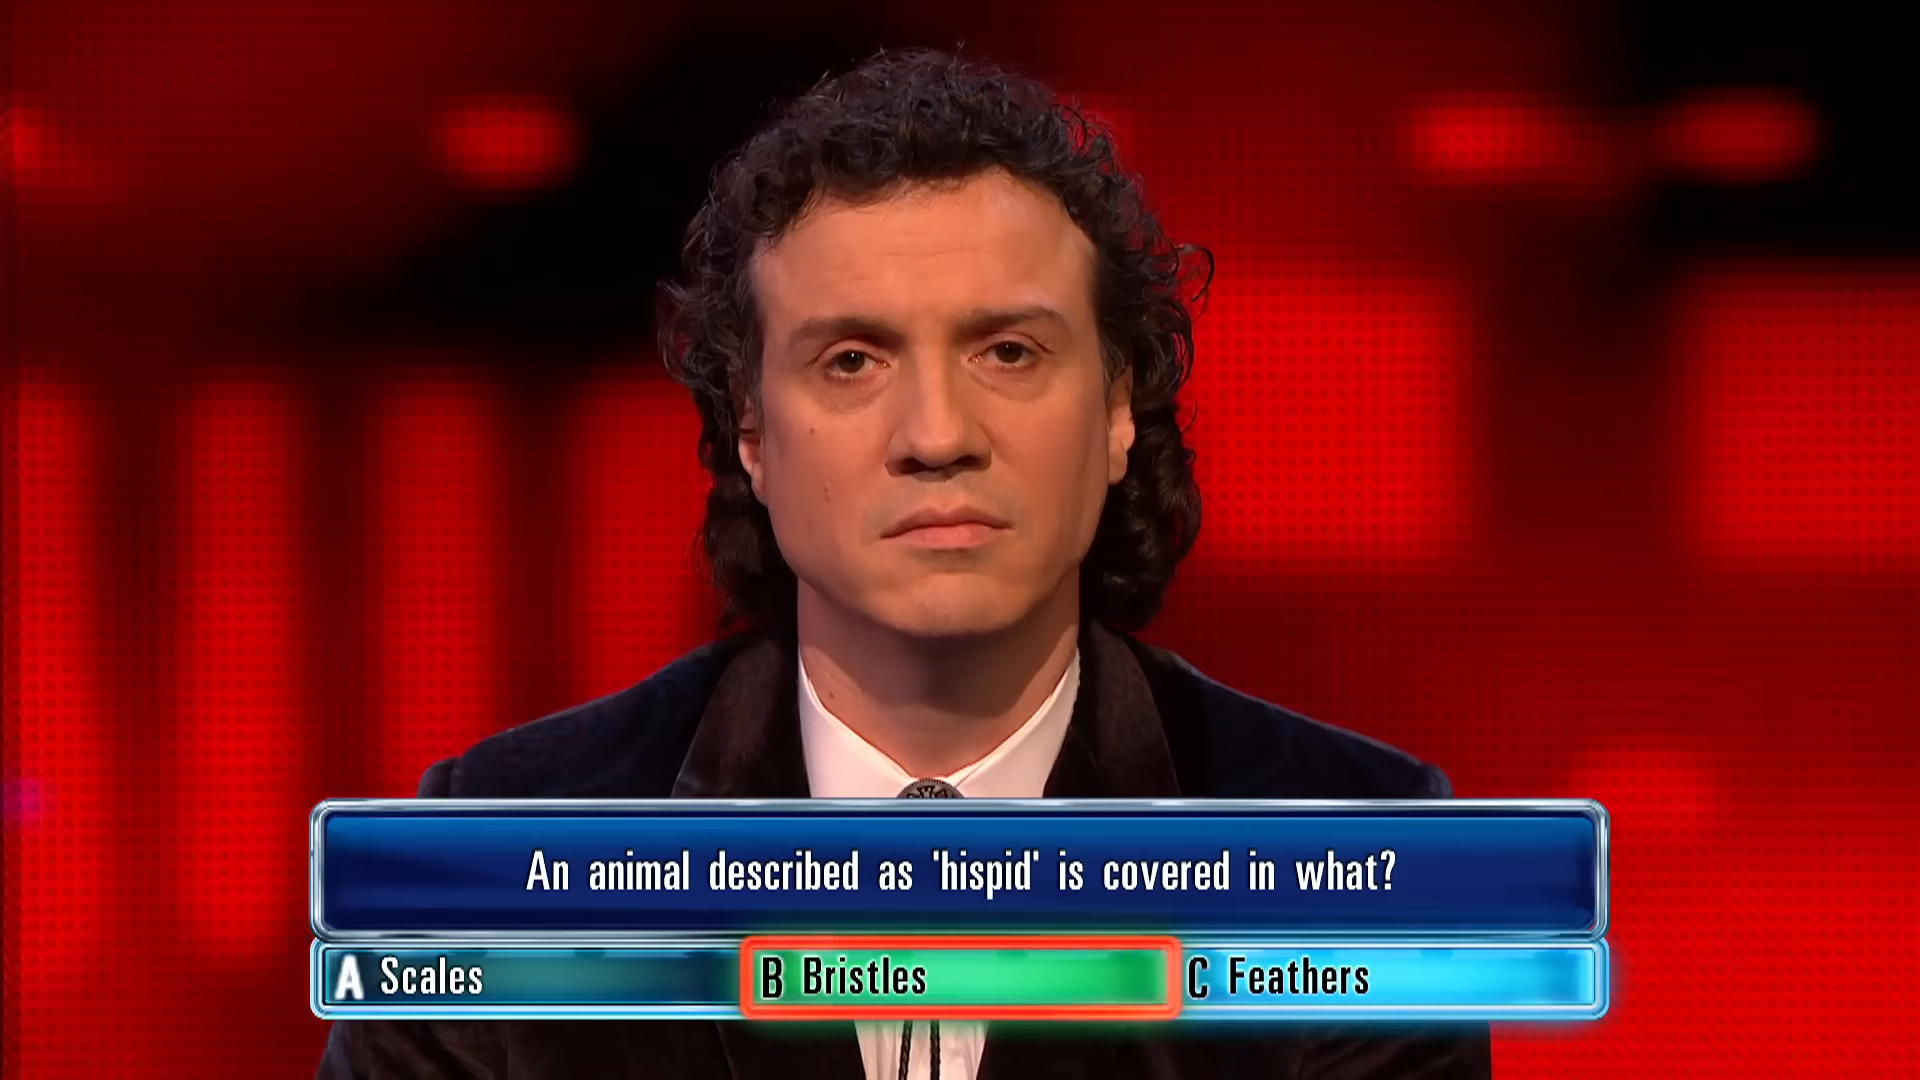 An animal described as 'hispid' is covered in what?
A Scales
B Bristles
C Feathers